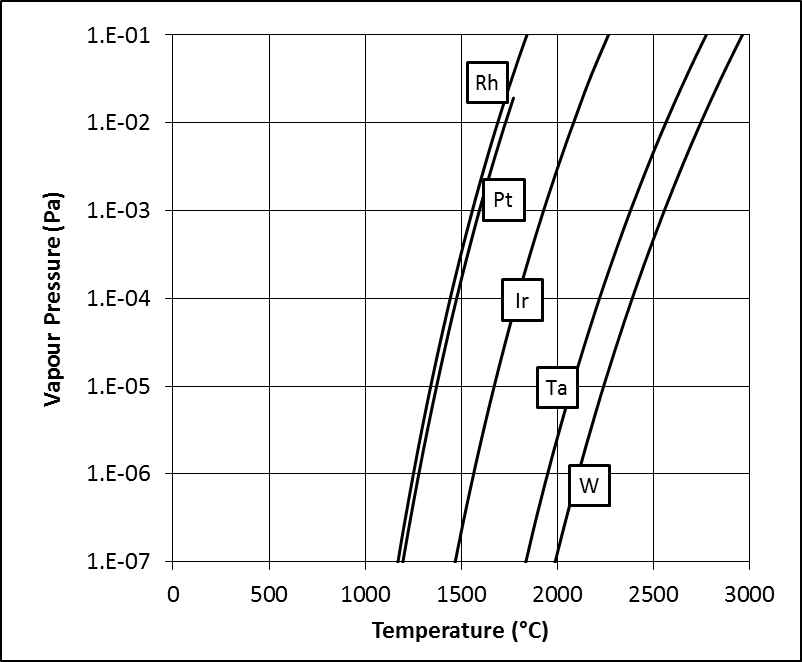 Vapour Pressure (Pa)
1.E-01
1.E-02
1.E-03
1.E-04
1.E-05
1.E-06
1.E-07
Rh
Pt
Ir
Ta
W
0 500 1000 1500 2000 2500 3000
Temperature (°C)